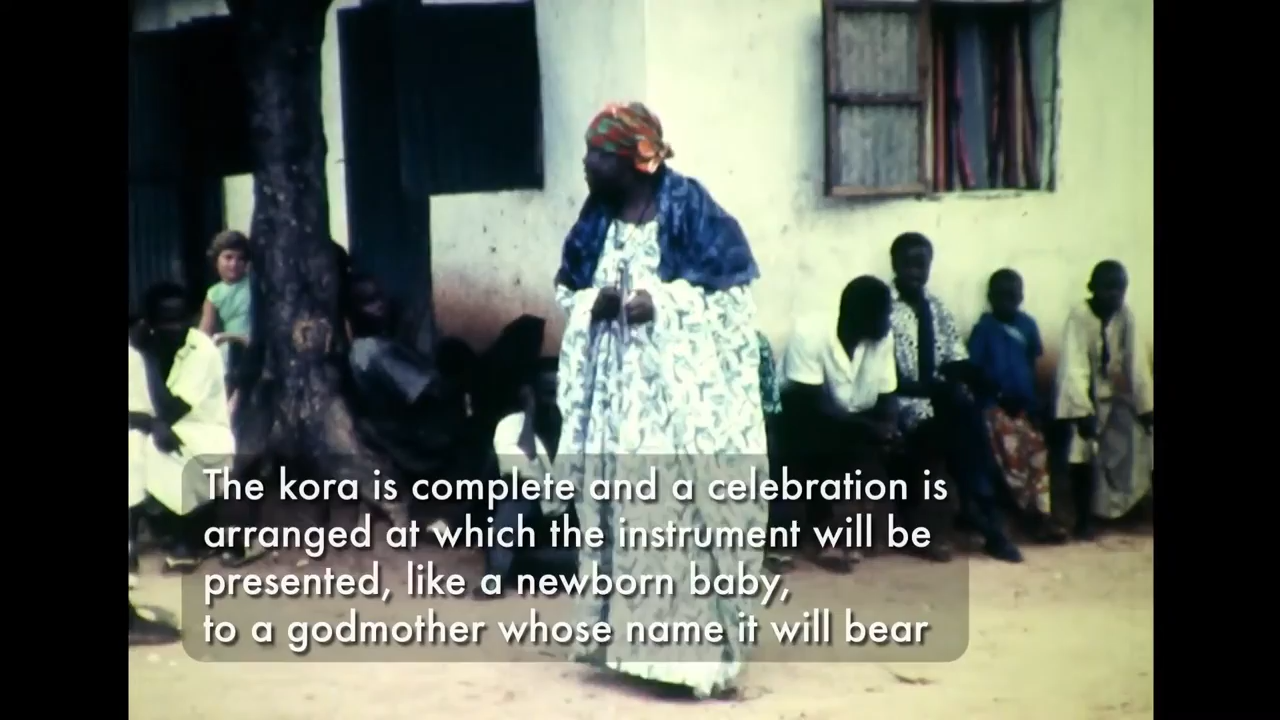 The kora is complete and a celebration is
arranged at which the instrument will be
presented, like a newborn baby,
to a godmother whose name it will bear